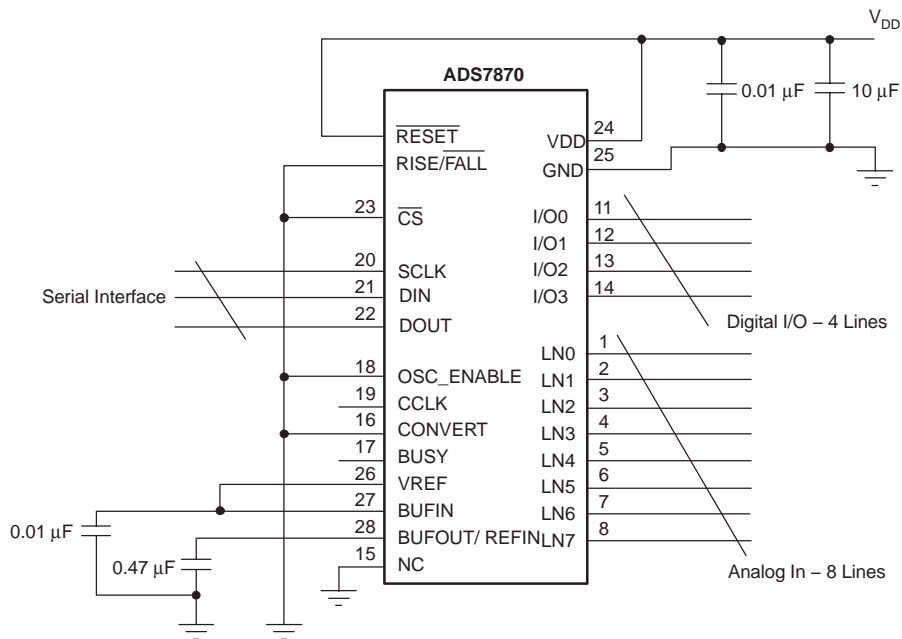 V_DD
ADS7870
0.01 μF
10 μF
RESET
RISE/FALL
VDD
24
GND
25
23
CS
I/O0
11
I/O1
12
20
SCLK
I/O2
13
Serial Interface
21
DIN
I/O3
14
22
DOUT
Digital I/O – 4 Lines
LN0
1
18
OSC_ENABLE
LN1
2
19
CCLK
LN2
3
16
CONVERT
LN3
4
17
BUSY
LN4
5
26
VREF
LN5
6
27
BUFIN
LN6
7
0.01 μF
28
BUFOUT/ REFIN
LN7
8
0.47 μF
15
NC
Analog In – 8 Lines